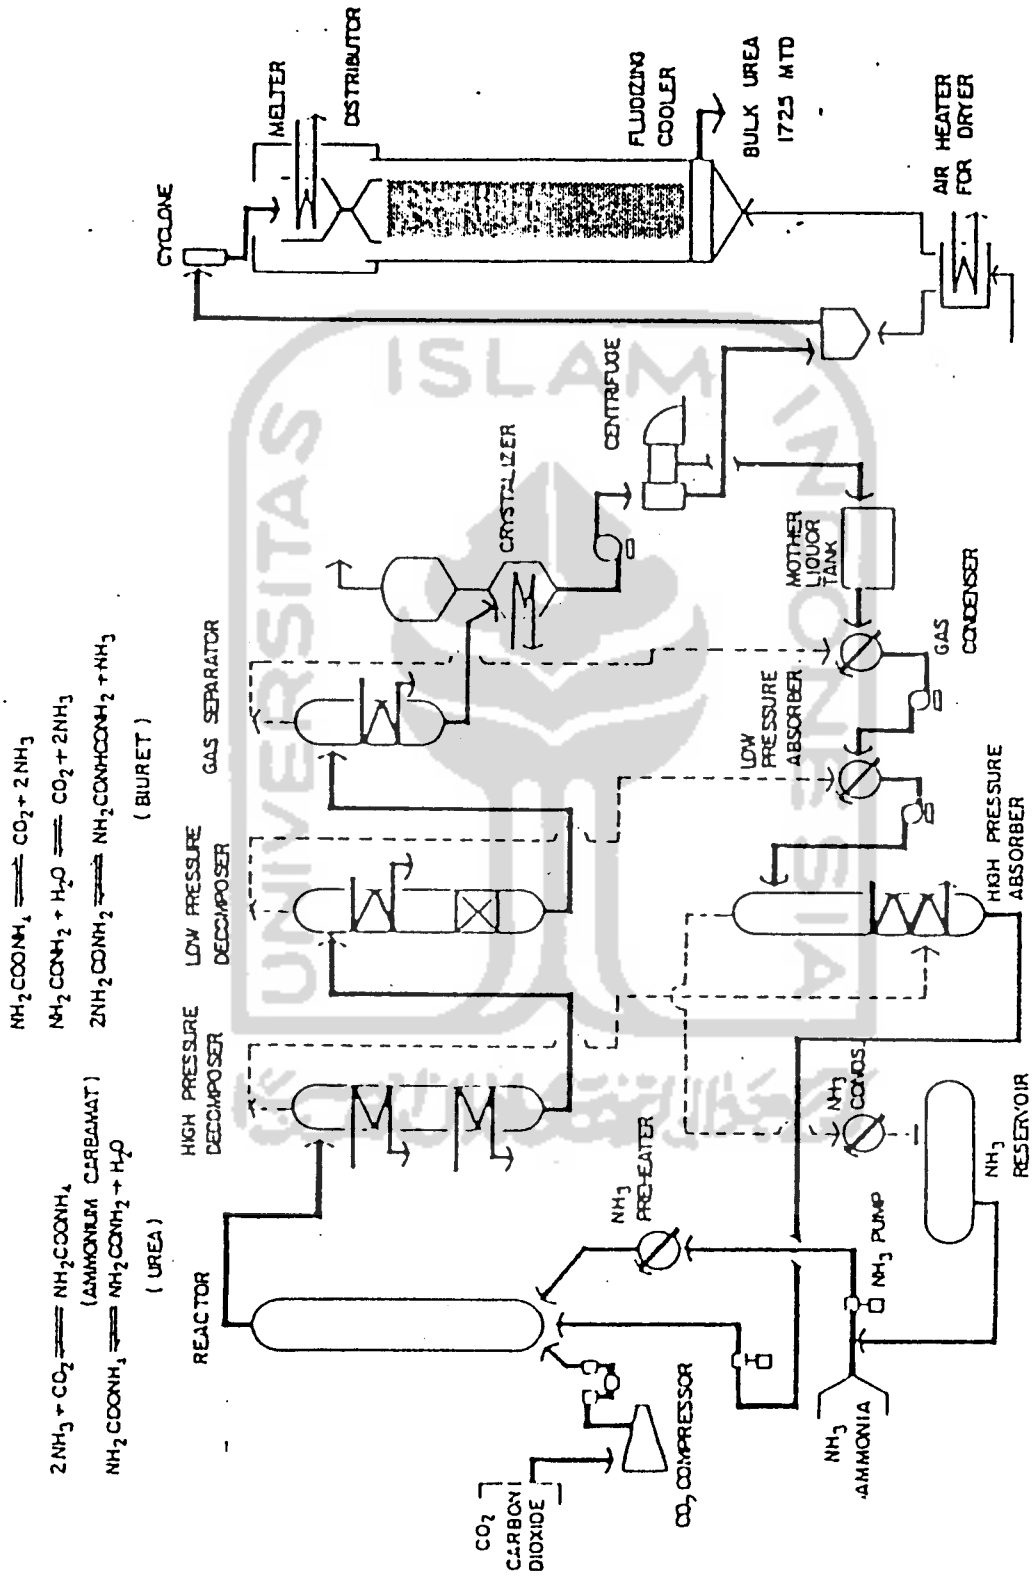 2NH₃ + CO₂ ⇌ NH₂COONH₄
(AMMONIUM CARBAMAT)
NH₂COONH₄ ⇌ NH₂CONH₂ + H₂O
(UREA)
NH₂COONH₄ ⇌ CO₂ + 2NH₃
NH₂CONH₂ + H₂O ⇌ CO₂ + 2NH₃
2NH₂CONH₂ ⇌ NH₂CONHCONH₂ + NH₃
(BIURET)
REACTOR
HIGH PRESSURE
DECOMPOSER
LOW PRESSURE
DECOMPOSER
GAS SEPARATOR
CRYSTALIZER
CENTRIFUGE
CYCLONE
MELTER
DISTRIBUTOR
FLUIDIZING
COOLER
BULK UREA
1725 MTD
AIR HEATER
FOR DRYER
MOTHER
LIQUOR
TANK
GAS
CONDENSER
LOW
PRESSURE
ABSORBER
HIGH PRESSURE
ABSORBER
NH₃
CONDS.
NH₃
RESERVOIR
NH₃
PREHEATER
NH₃ PUMP
NH₃
AMMONIA
CO₂ COMPRESSOR
CO₂
CARBON
DIOXIDE
UNIVERSITAS
ISLAM
INDONESIA